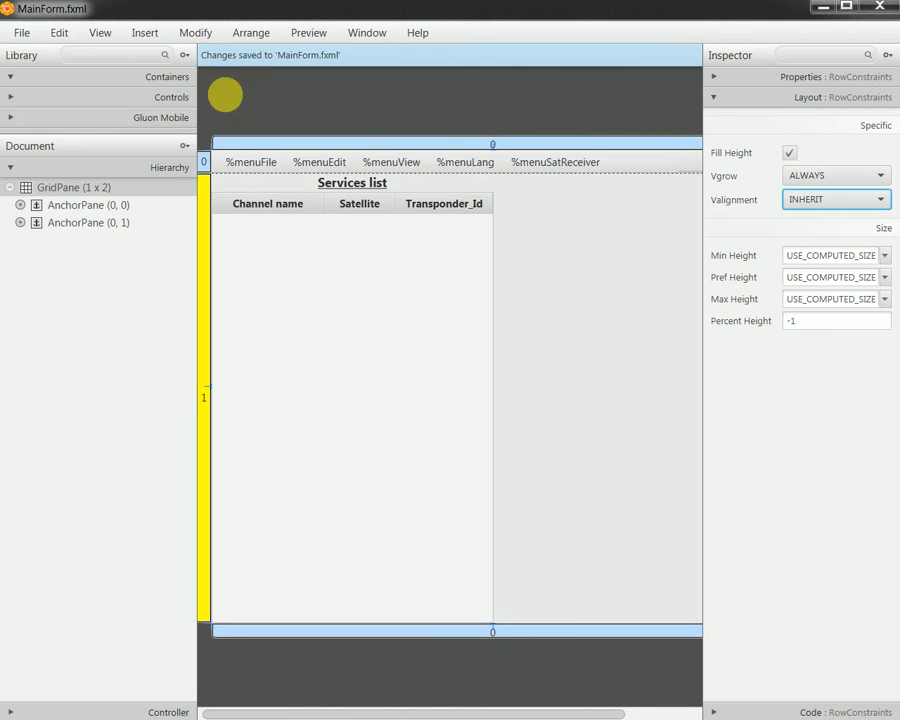 MainForm.fxml
File Edit View Insert Modify Arrange Preview Window Help
Library
Containers
Controls
Gluon Mobile
Document
Hierarchy
GridPane (1 x 2)
AnchorPane (0, 0)
AnchorPane (0, 1)
Controller
Changes saved to 'MainForm.fxml'
0
0 %menuFile %menuEdit %menuView %menuLang %menuSatReceiver
Services list
Channel name Satellite Transponder_Id
1
0
Inspector
Properties : RowConstraints
Layout : RowConstraints
Specific
Fill Height
Vgrow ALWAYS
Valignment INHERIT
Size
Min Height USE_COMPUTED_SIZE
Pref Height USE_COMPUTED_SIZE
Max Height USE_COMPUTED_SIZE
Percent Height -1
Code : RowConstraints